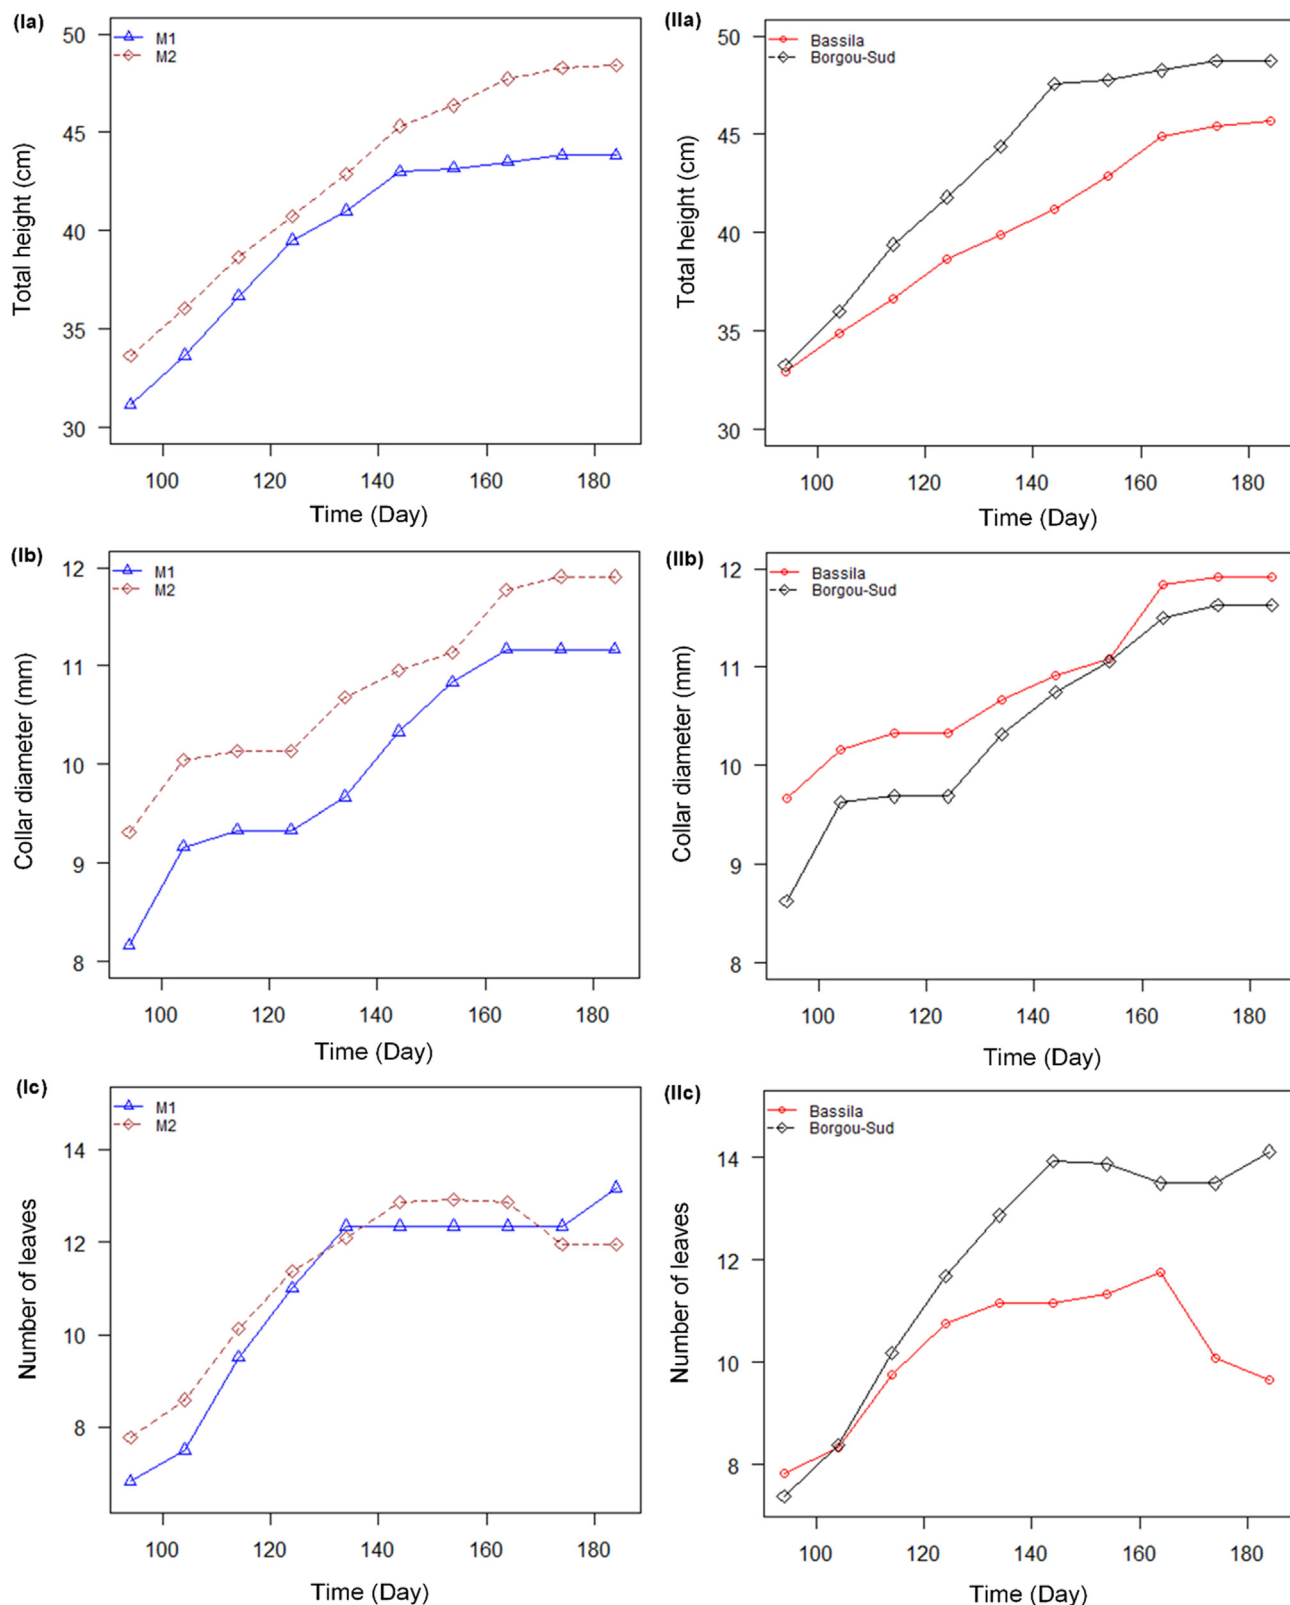 (Ia)
M1
M2
Total height (cm)
50
45
40
35
30
100 120 140 160 180
Time (Day)
(IIa)
Bassila
Borgou-Sud
Total height (cm)
50
45
40
35
30
100 120 140 160 180
Time (Day)
(Ib)
M1
M2
Collar diameter (mm)
12
11
10
9
8
100 120 140 160 180
Time (Day)
(IIb)
Bassila
Borgou-Sud
Collar diameter (mm)
12
11
10
9
8
100 120 140 160 180
Time (Day)
(Ic)
M1
M2
Number of leaves
14
12
10
8
100 120 140 160 180
Time (Day)
(IIc)
Bassila
Borgou-Sud
Number of leaves
14
12
10
8
100 120 140 160 180
Time (Day)